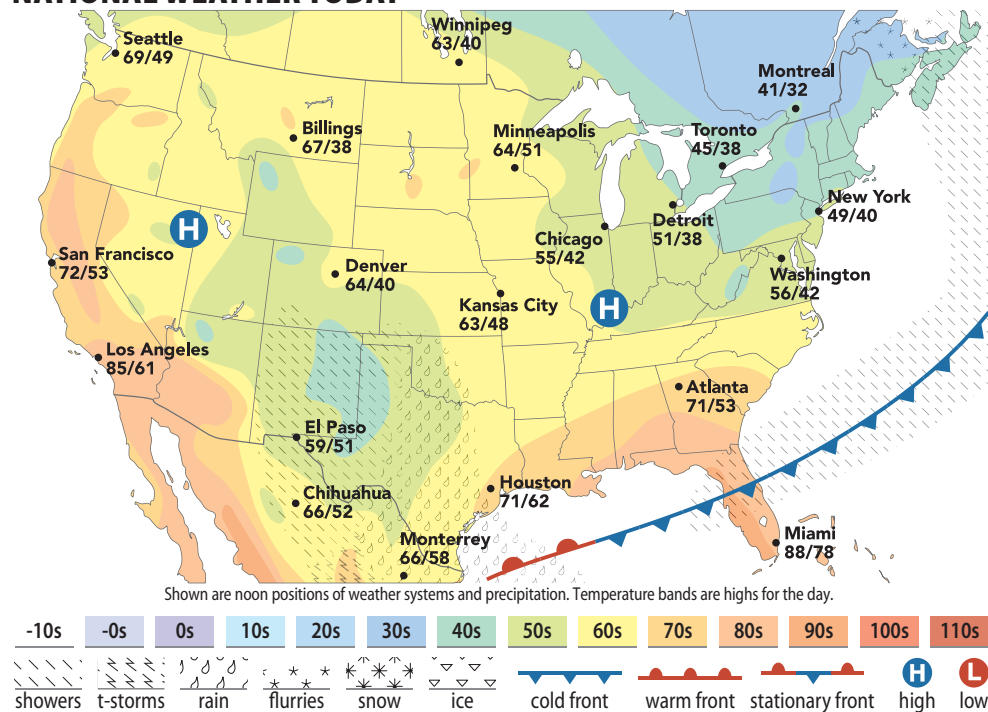 NATIONAL WEATHER TODAY
Winnipeg
63/40
Seattle
69/49
Montreal
41/32
Billings
67/38
Minneapolis
64/51
Toronto
45/38
New York
49/40
Detroit
51/38
Chicago
55/42
H
San Francisco
72/53
Denver
64/40
Washington
56/42
Kansas City
63/48
H
Los Angeles
85/61
Atlanta
71/53
El Paso
59/51
Houston
71/62
Chihuahua
66/52
Monterrey
66/58
Miami
88/78
Shown are noon positions of weather systems and precipitation. Temperature bands are highs for the day.
-10s -0s 0s 10s 20s 30s 40s 50s 60s 70s 80s 90s 100s 110s
H L
showers t-storms rain flurries snow ice cold front warm front stationary front high low